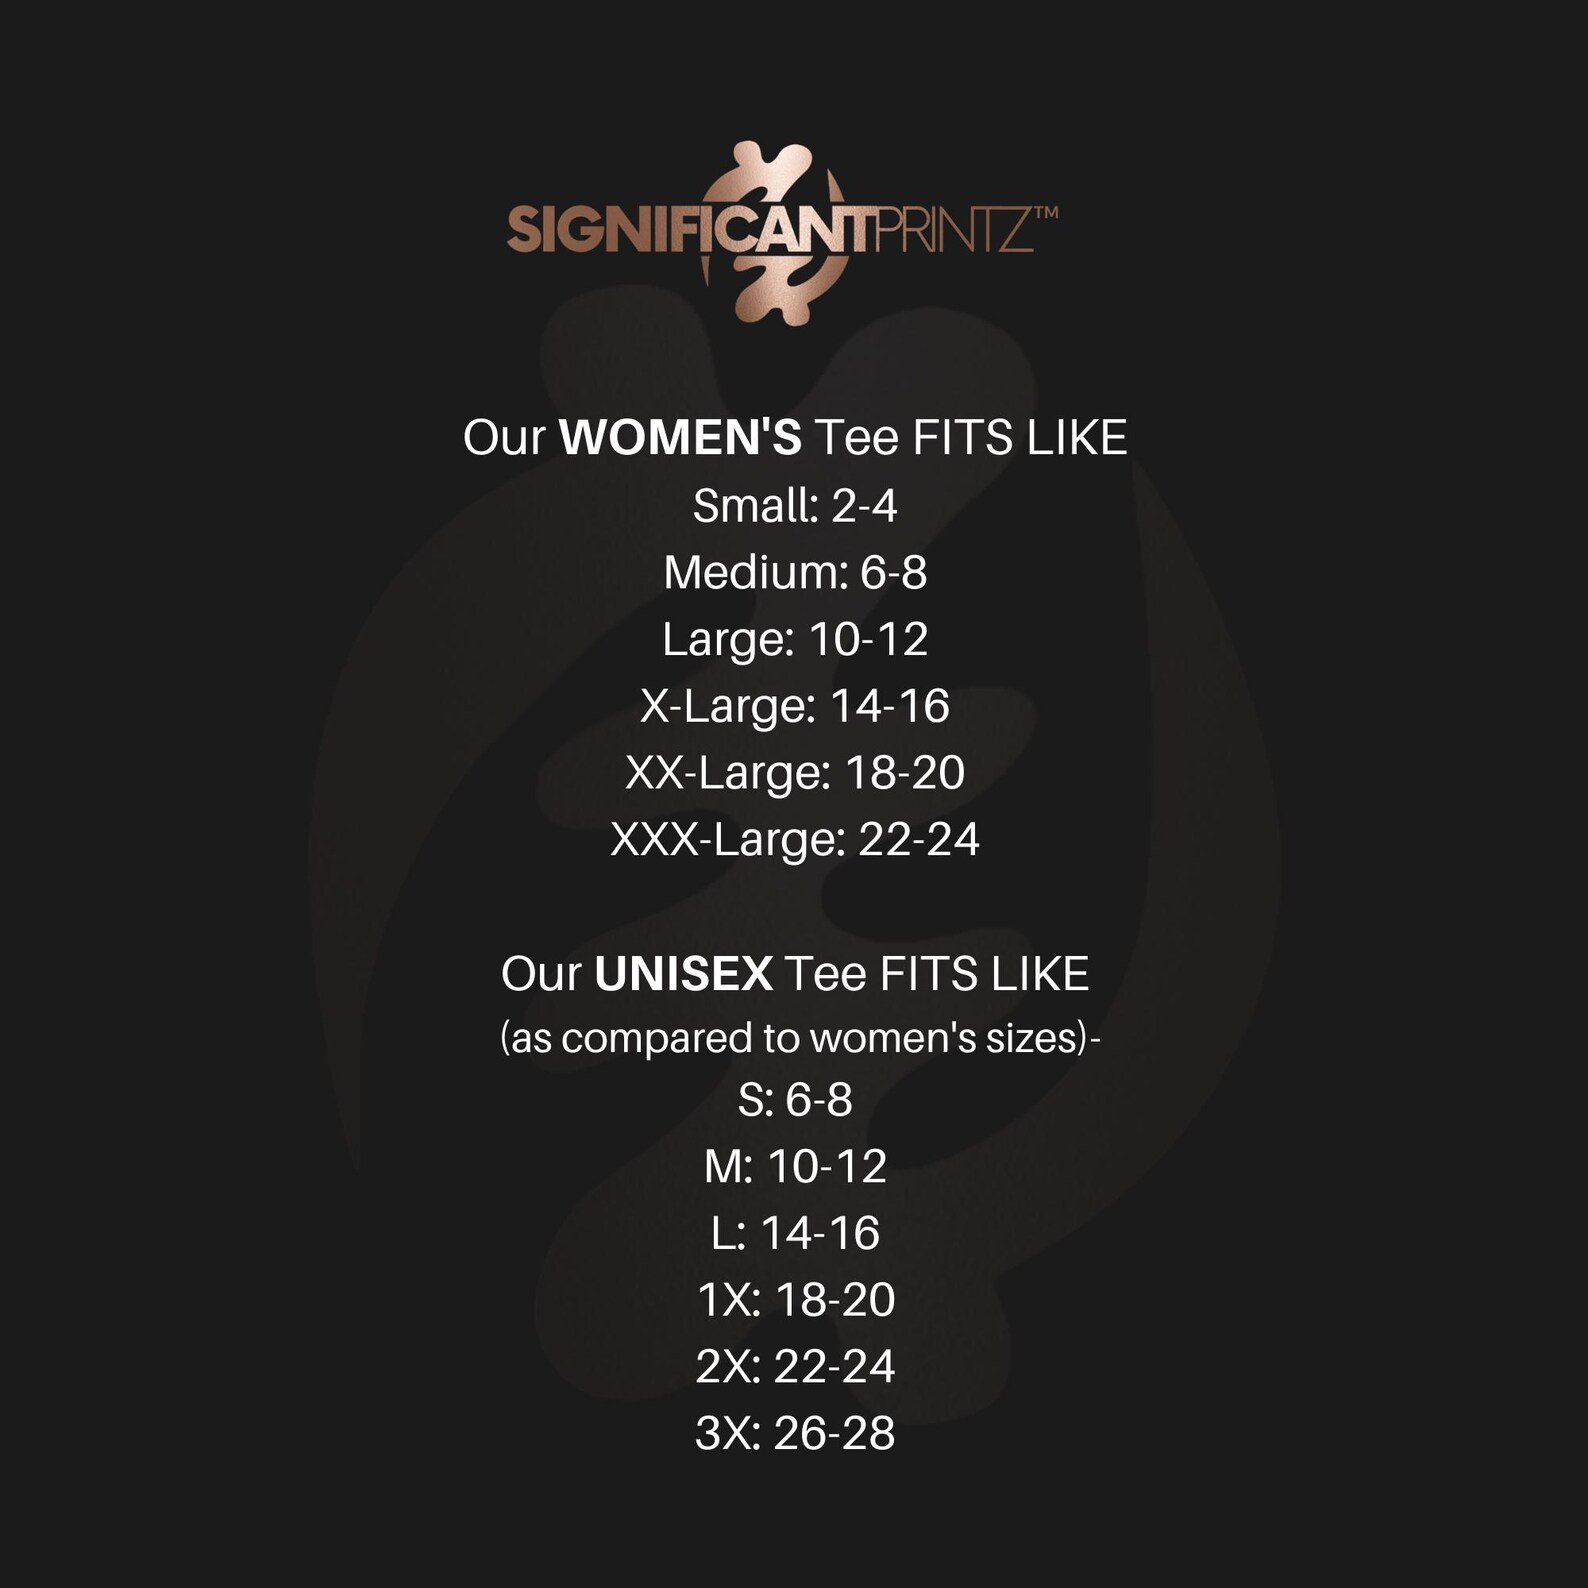 SIGNIFICANTPRINTZ™
Our WOMEN'S Tee FITS LIKE
Small: 2-4
Medium: 6-8
Large: 10-12
X-Large: 14-16
XX-Large: 18-20
XXX-Large: 22-24
Our UNISEX Tee FITS LIKE
(as compared to women's sizes)-
S: 6-8
M: 10-12
L: 14-16
1X: 18-20
2X: 22-24
3X: 26-28